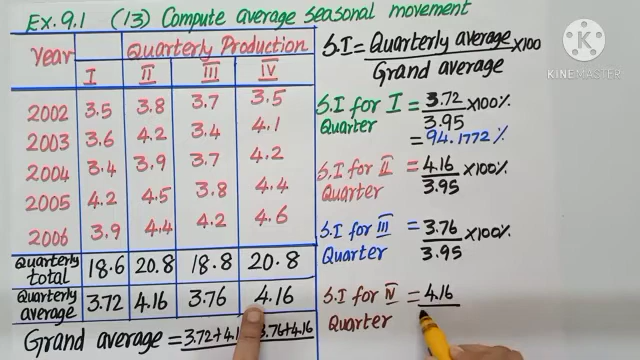 Ex. 9.1 (13) Compute average seasonal movement
Year Quarterly Production
I II III IV
2002 3.5 3.8 3.7 3.5
2003 3.6 4.2 3.4 4.1
2004 3.4 3.9 3.7 4.2
2005 4.2 4.5 3.8 4.4
2006 3.9 4.4 4.2 4.6
Quarterly total 18.6 20.8 18.8 20.8
Quarterly average 3.72 4.16 3.76 4.16
Grand average = 3.72+4.1 3.76+4.16
S.I = Quarterly average ×100
Grand average
S.I for I Quarter = 3.72 ×100%
3.95
= 94.1772%
S.I for II Quarter = 4.16 ×100%
3.95
S.I for III Quarter = 3.76 ×100%
3.95
S.I for IV Quarter = 4.16
KINEMASTER